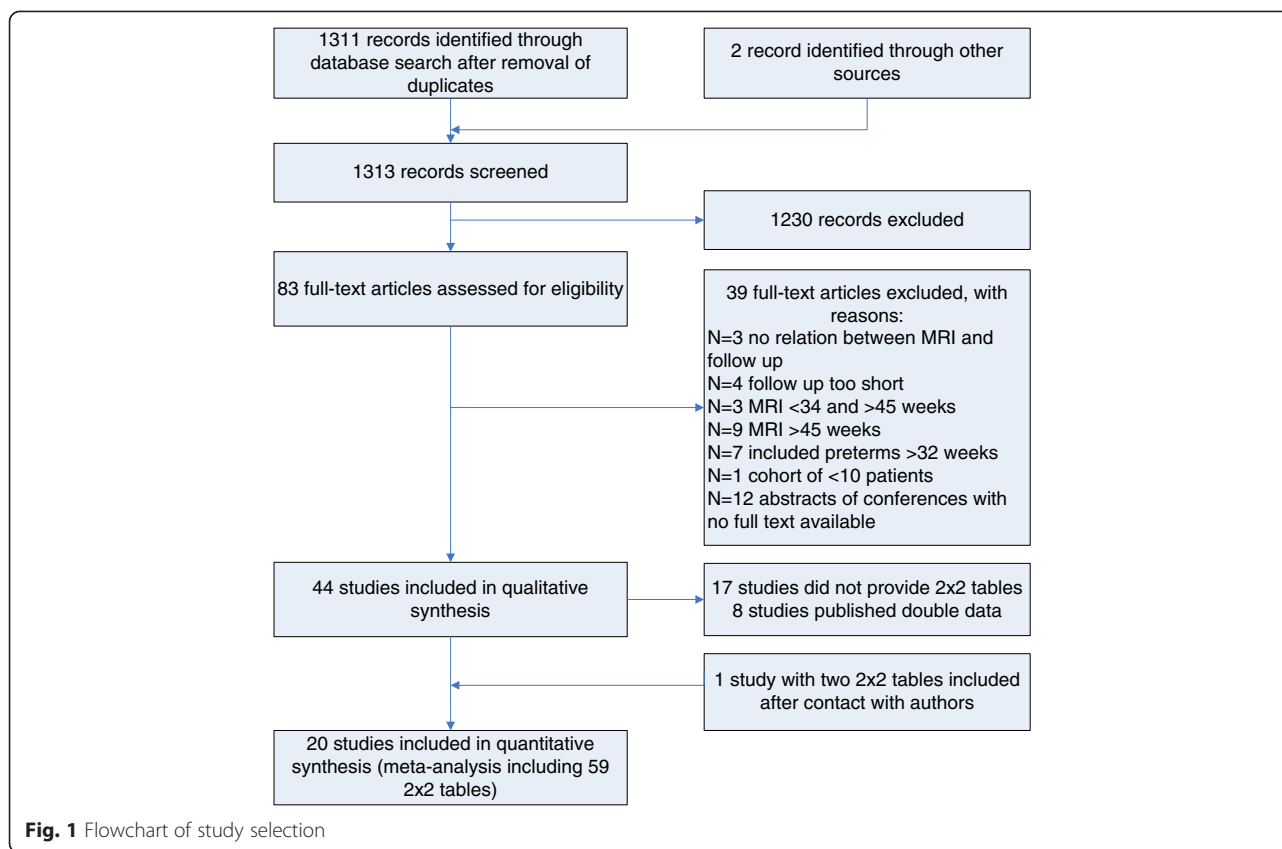 1311 records identified through
database search after removal of
duplicates
2 record identified through other
sources
1313 records screened
1230 records excluded
83 full-text articles assessed for eligibility
39 full-text articles excluded, with
reasons:
N=3 no relation between MRI and
follow up
N=4 follow up too short
N=3 MRI <34 and >45 weeks
N=9 MRI >45 weeks
N=7 included preterms >32 weeks
N=1 cohort of <10 patients
N=12 abstracts of conferences with
no full text available
44 studies included in qualitative
synthesis
17 studies did not provide 2x2 tables
8 studies published double data
1 study with two 2x2 tables included
after contact with authors
20 studies included in quantitative
synthesis (meta-analysis including 59
2x2 tables)
Fig. 1 Flowchart of study selection